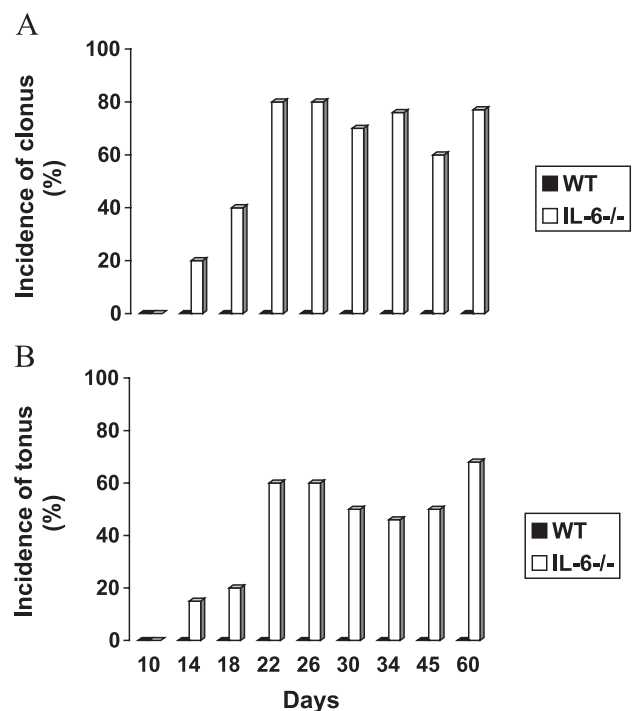 A
Incidence of clonus
(%)
100
80
60
40
20
0
WT
IL-6-/-
B
Incidence of tonus
(%)
100
80
60
40
20
0
WT
IL-6-/-
10 14 18 22 26 30 34 45 60
Days